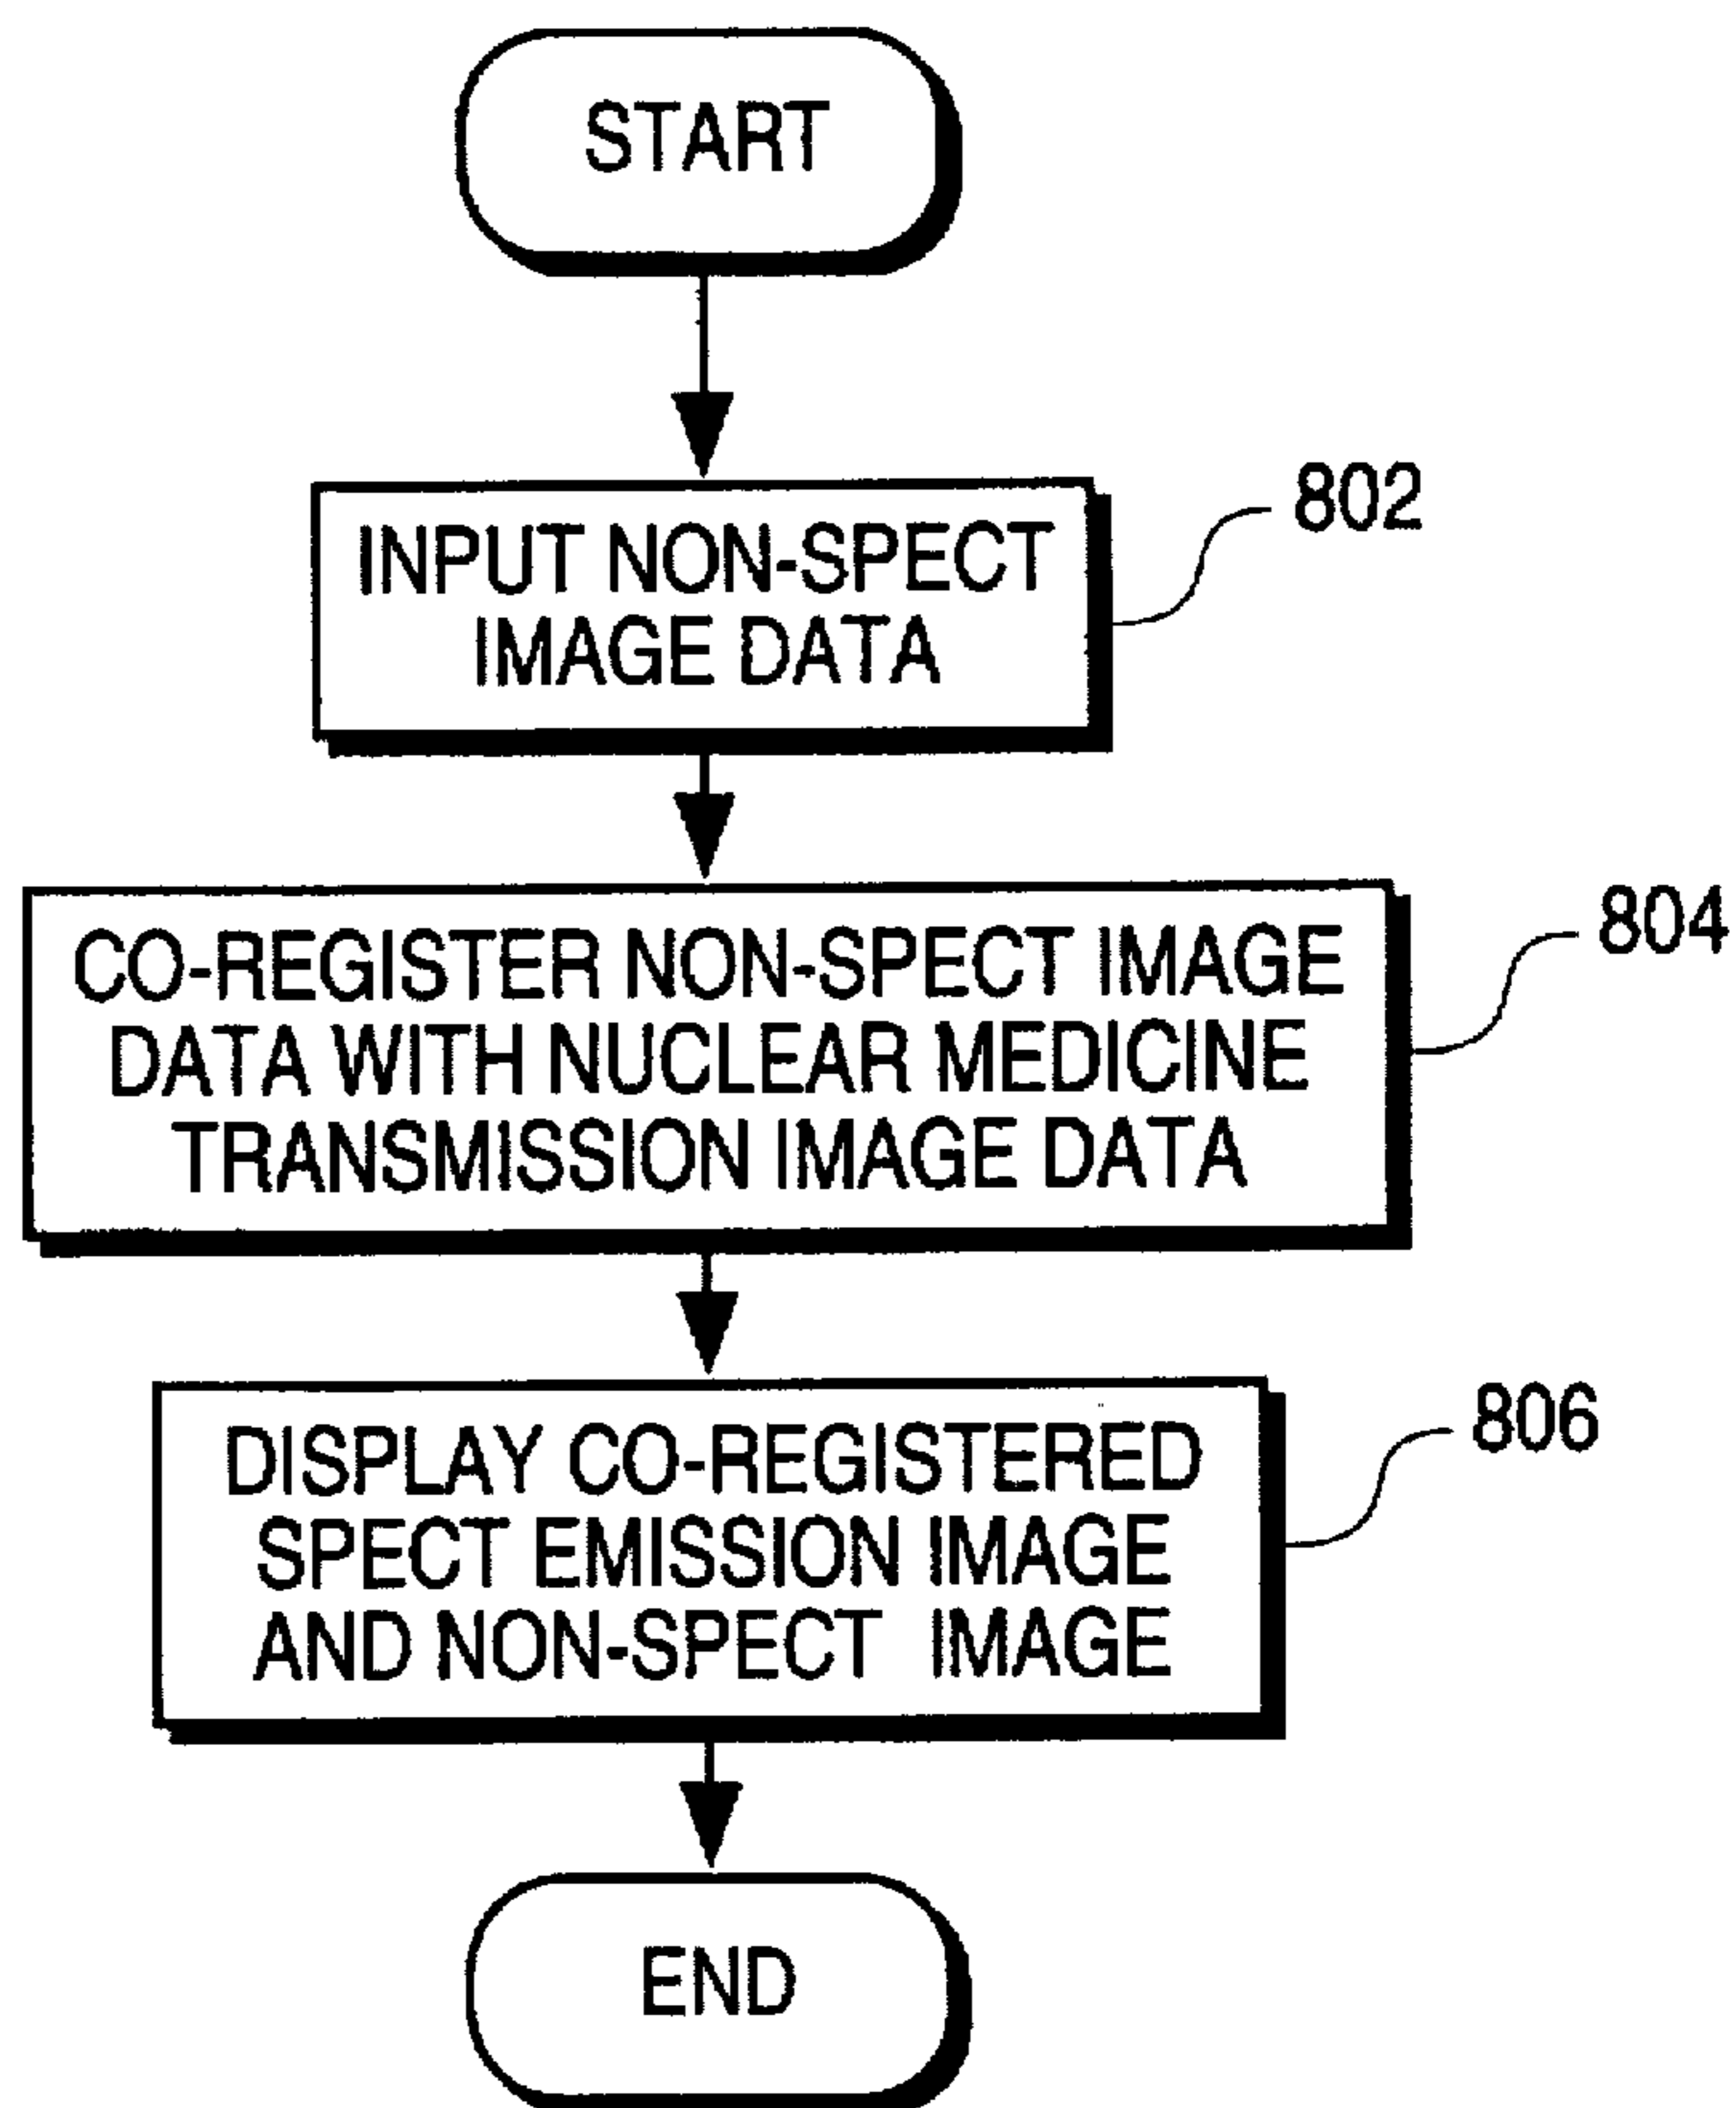 START
INPUT NON-SPECT
IMAGE DATA
802
CO-REGISTER NON-SPECT IMAGE
DATA WITH NUCLEAR MEDICINE
TRANSMISSION IMAGE DATA
804
DISPLAY CO-REGISTERED
SPECT EMISSION IMAGE
AND NON-SPECT IMAGE
806
END